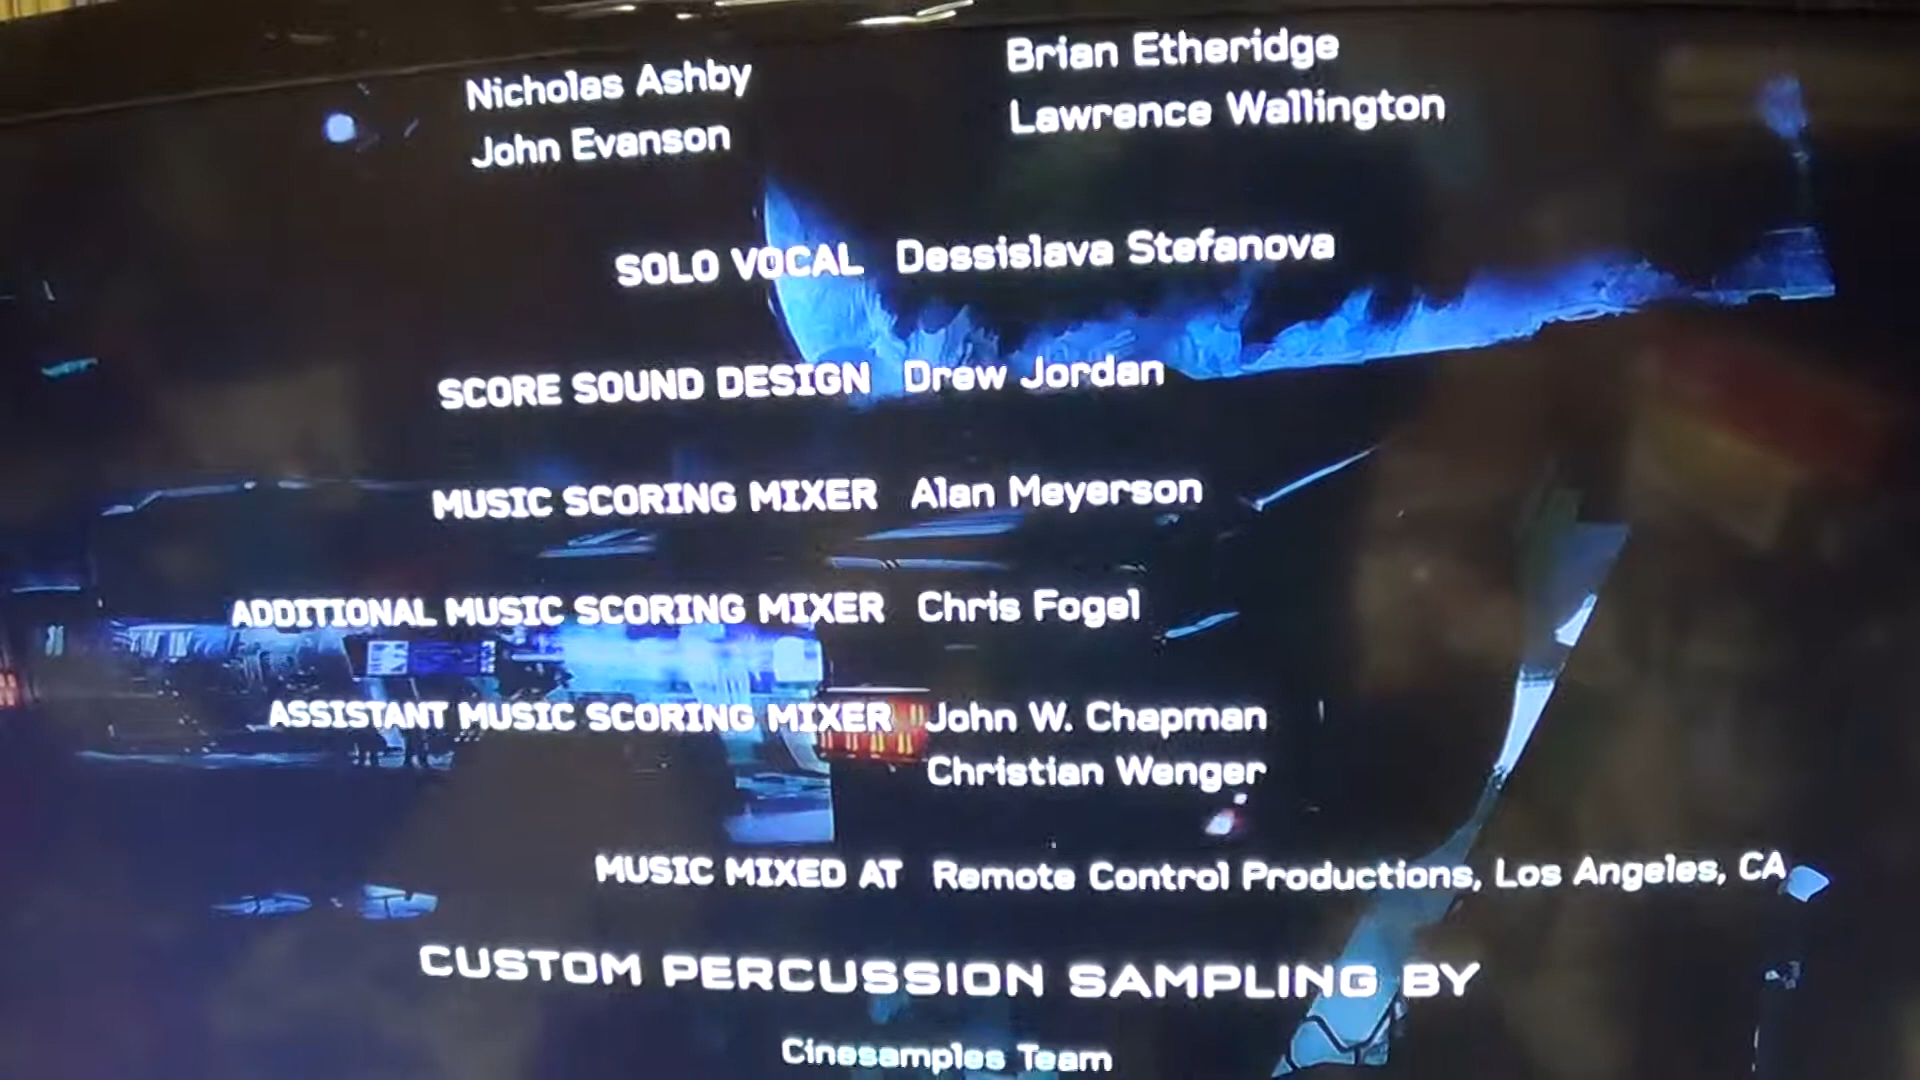 Nicholas Ashby Brian Etheridge
John Evanson Lawrence Wallington
SOLO VOCAL Dessislava Stefanova
SCORE SOUND DESIGN Drew Jordan
MUSIC SCORING MIXER Alan Meyerson
ADDITIONAL MUSIC SCORING MIXER Chris Fogel
ASSISTANT MUSIC SCORING MIXER John W. Chapman
Christian Wenger
MUSIC MIXED AT Remote Control Productions, Los Angeles, CA
CUSTOM PERCUSSION SAMPLING BY
Cinesamples Team